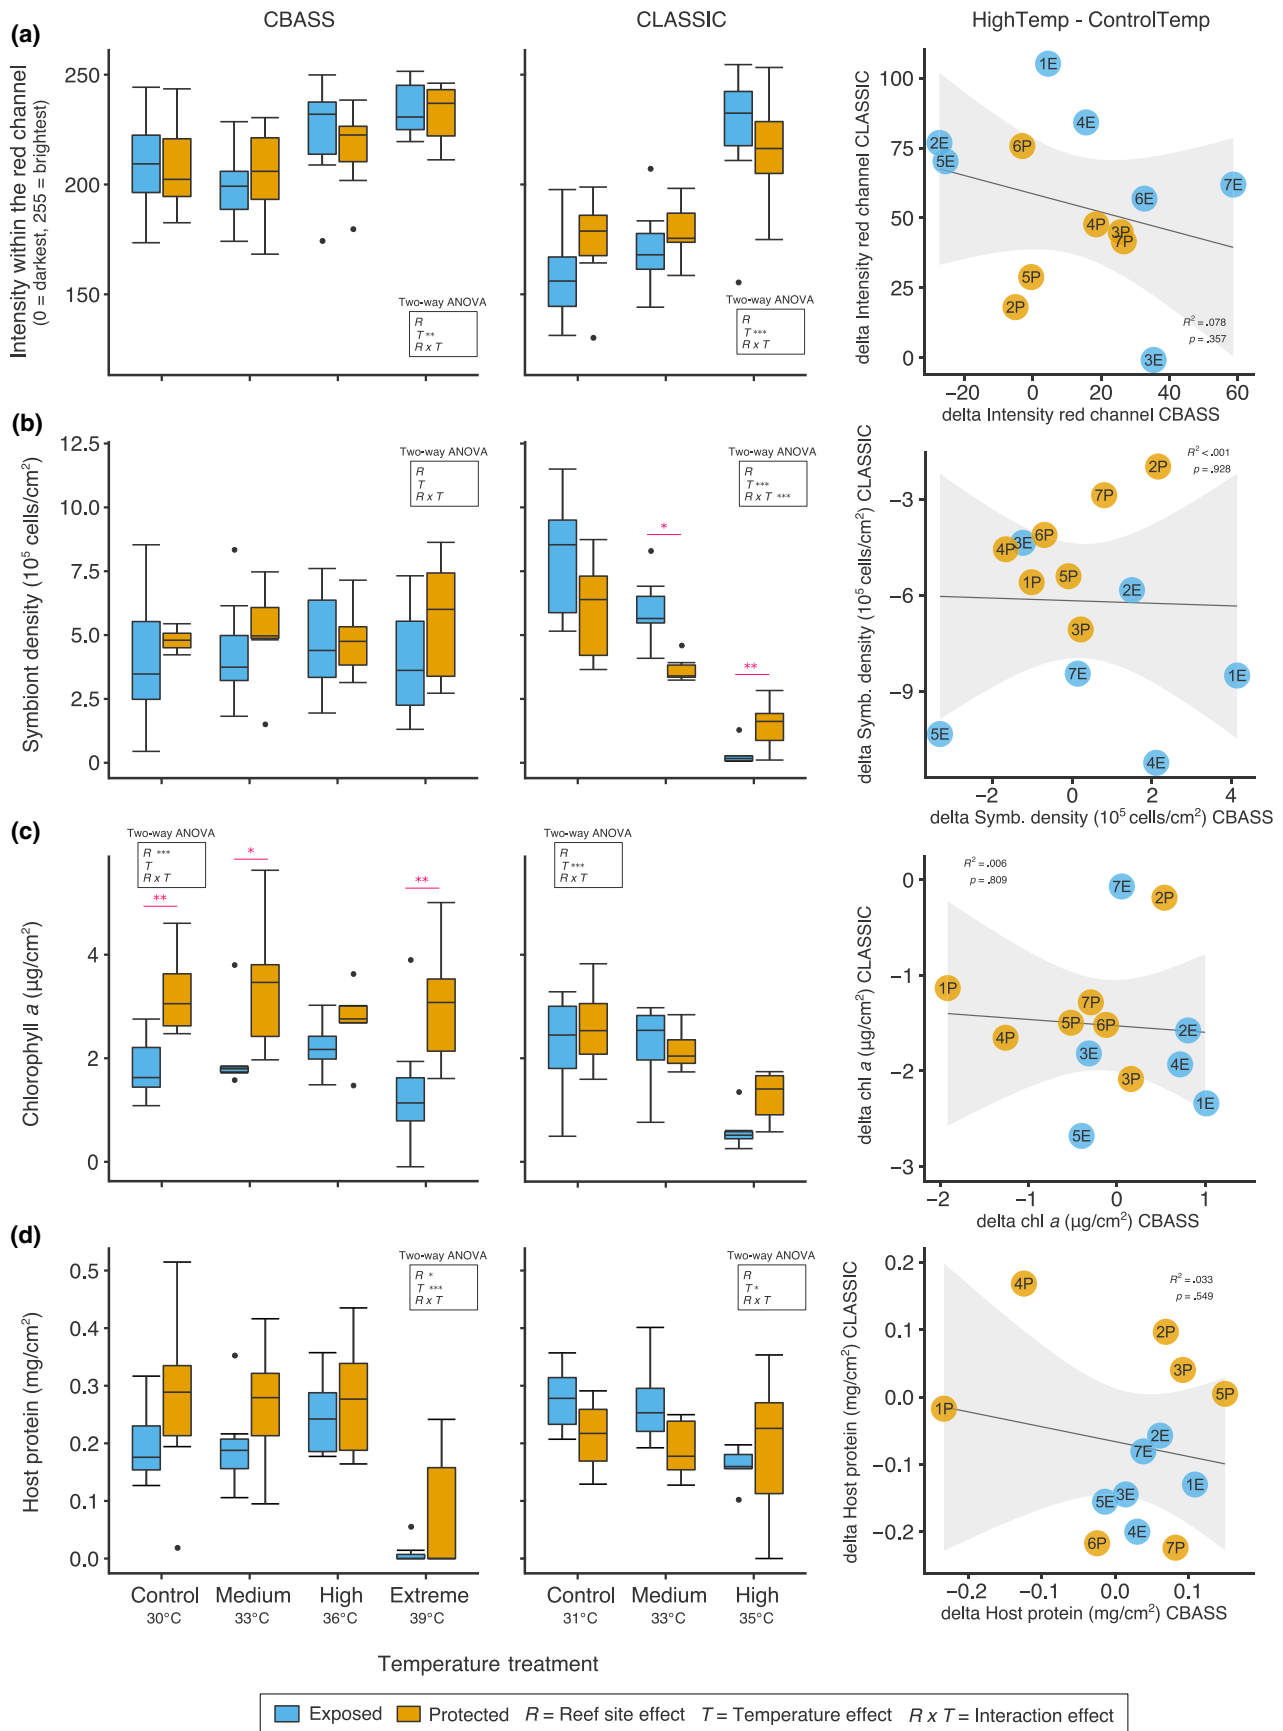 CBASS
CLASSIC
HighTemp - ControlTemp
(a)
Intensity within the red channel
(0 = darkest, 255 = brightest)
250
200
150
Two-way ANOVA
R
T **
R x T
Two-way ANOVA
R
T ***
R x T
delta Intensity red channel CLASSIC
100
75
50
25
0
1E
4E
2E
5E
6P
7E
6E
4P
3P
7P
5P
2P
3E
R² = .078
p = .357
−20
0
20
40
60
delta Intensity red channel CBASS
(b)
Symbiont density (10⁵ cells/cm²)
12.5
10.0
7.5
5.0
2.5
0
Two-way ANOVA
R
T
R x T
Two-way ANOVA
R
T ***
R x T ***
*
**
delta Symb. density (10⁵ cells/cm²) CLASSIC
−3
−6
−9
R² < .001
p = .928
2P
7P
6P
3E
4P
5P
1P
2E
3P
7E
1E
5E
4E
−2
0
2
4
delta Symb. density (10⁵ cells/cm²) CBASS
(c)
Chlorophyll a (µg/cm²)
4
2
0
Two-way ANOVA
R ***
T
R x T
**
*
**
Two-way ANOVA
R
T ***
R x T
delta chl a (µg/cm²) CLASSIC
0
−1
−2
−3
R² = .006
p = .809
7E
2P
1P
7P
5P
6P
4P
2E
3E
4E
3P
1E
5E
−2
−1
0
1
delta chl a (µg/cm²) CBASS
(d)
Host protein (mg/cm²)
0.5
0.4
0.3
0.2
0.1
0.0
Two-way ANOVA
R *
T ***
R x T
Two-way ANOVA
R
T *
R x T
delta Host protein (mg/cm²) CLASSIC
0.2
0.1
0.0
−0.1
−0.2
R² = .033
p = .549
4P
2P
3P
5P
1P
2E
7E
1E
3E
5E
4E
6P
7P
−0.2
−0.1
0.0
0.1
delta Host protein (mg/cm²) CBASS
Control
Medium
High
Extreme
30°C
33°C
36°C
39°C
Control
Medium
High
31°C
33°C
35°C
Temperature treatment
Exposed Protected R = Reef site effect T = Temperature effect R x T = Interaction effect